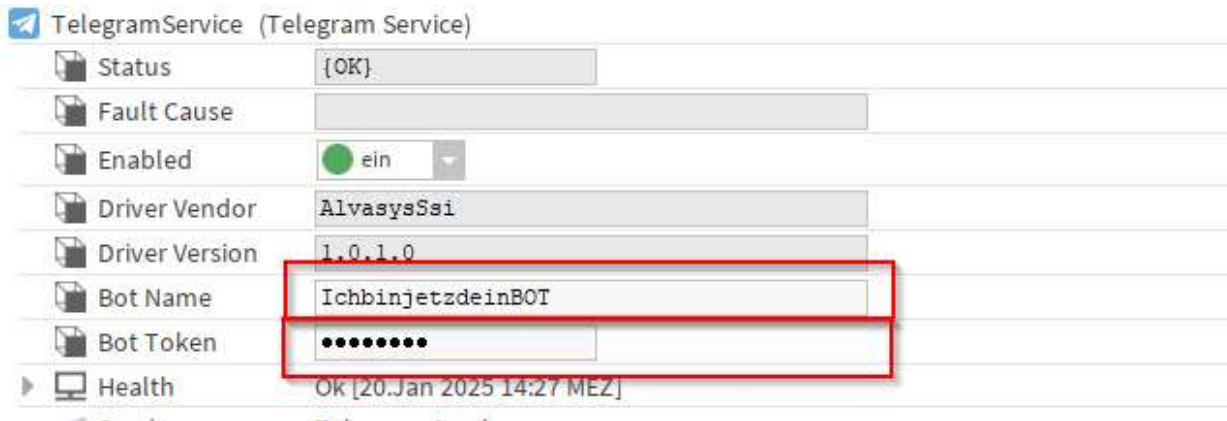 TelegramService (Telegram Service)
Status {OK}
Fault Cause
Enabled ein
Driver Vendor AlvasysSsi
Driver Version 1.0.1.0
Bot Name IchbinjetzdeinBOT
Bot Token ••••••••
Health Ok [20.Jan 2025 14:27 MEZ]